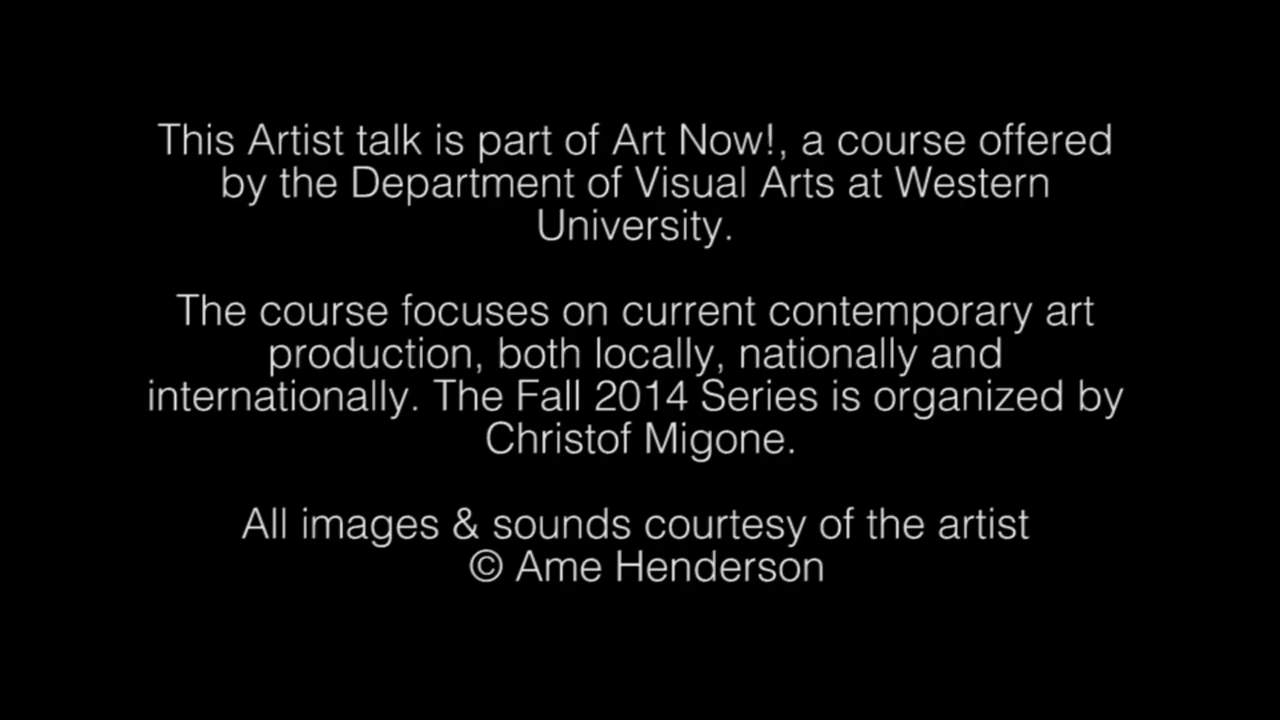 This Artist talk is part of Art Now!, a course offered
by the Department of Visual Arts at Western
University.
The course focuses on current contemporary art
production, both locally, nationally and
internationally. The Fall 2014 Series is organized by
Christof Migone.
All images & sounds courtesy of the artist
© Ame Henderson